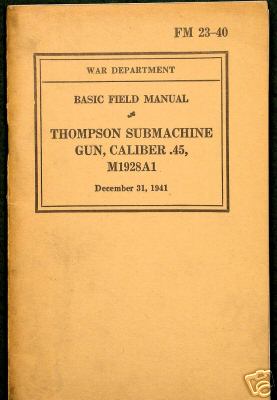 FM 23-40
WAR DEPARTMENT
BASIC FIELD MANUAL
THOMPSON SUBMACHINE
GUN, CALIBER .45,
M1928A1
December 31, 1941